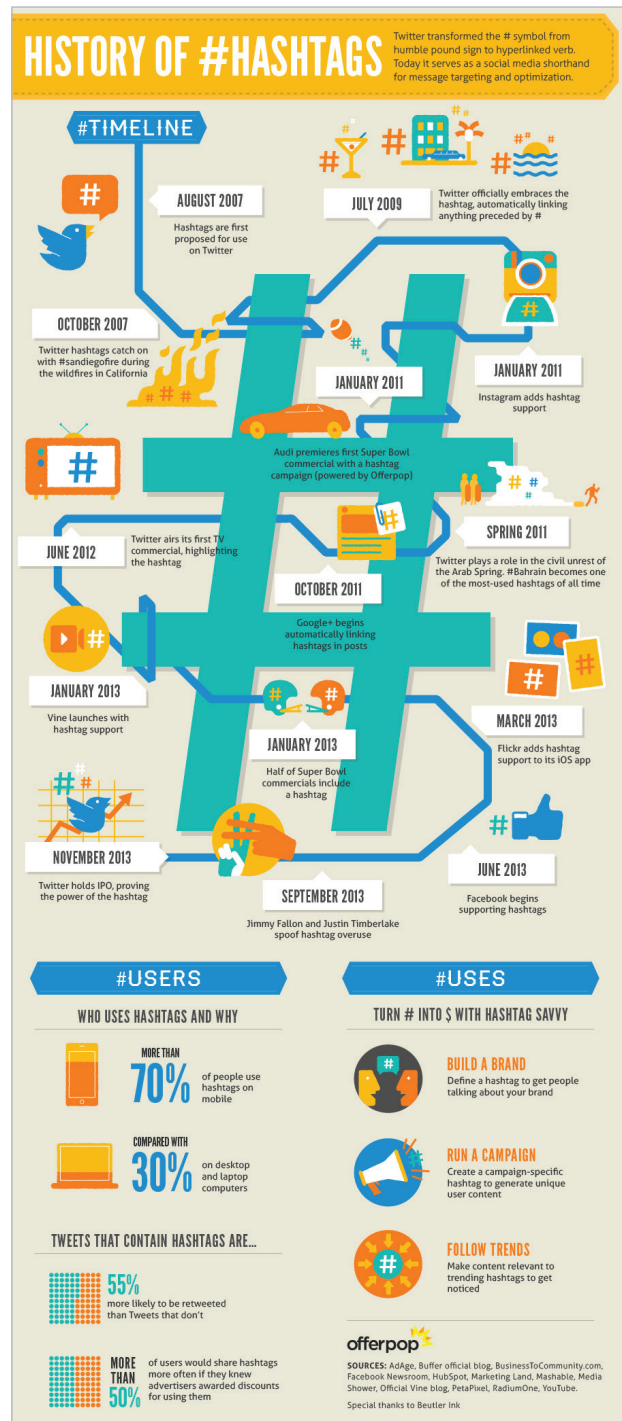 HISTORY OF #HASHTAGS
Twitter transformed the # symbol from
humble pound sign to hyperlinked verb.
Today it serves as a social media shorthand
for message targeting and optimization.
#TIMELINE
#
AUGUST 2007
Hashtags are first
proposed for use
on Twitter
OCTOBER 2007
Twitter hashtags catch on
with #sandiegofire during
the wildfires in California
# # #
# #
# #
# ##
JULY 2009
Twitter officially embraces the
hashtag, automatically linking
anything preceded by #
#
JANUARY 2011
Instagram adds hashtag
support
#
JANUARY 2011
Audi premieres first Super Bowl
commercial with a hashtag
campaign (powered by Offerpop)
# #
#
SPRING 2011
Twitter plays a role in the civil unrest of
the Arab Spring. #Bahrain becomes one
of the most-used hashtags of all time
#
OCTOBER 2011
Google+ begins
automatically linking
hashtags in posts
#
JUNE 2012
Twitter airs its first TV
commercial, highlighting
the hashtag
#
JANUARY 2013
Vine launches with
hashtag support
# #
JANUARY 2013
Half of Super Bowl
commercials include
a hashtag
#
#
MARCH 2013
Flickr adds hashtag
support to its iOS app
#
JUNE 2013
Facebook begins
supporting hashtags
SEPTEMBER 2013
Jimmy Fallon and Justin Timberlake
spoof hashtag overuse
##
NOVEMBER 2013
Twitter holds IPO, proving
the power of the hashtag
#USERS
WHO USES HASHTAGS AND WHY
MORE THAN
70%
of people use
hashtags on
mobile
COMPARED WITH
30%
on desktop
and laptop
computers
TWEETS THAT CONTAIN HASHTAGS ARE...
55%
more likely to be retweeted
than Tweets that don't
MORE
THAN
50%
of users would share hashtags
more often if they knew
advertisers awarded discounts
for using them
#USES
TURN # INTO $ WITH HASHTAG SAVVY
#
BUILD A BRAND
Define a hashtag to get people
talking about your brand
#
RUN A CAMPAIGN
Create a campaign-specific
hashtag to generate unique
user content
#
FOLLOW TRENDS
Make content relevant to
trending hashtags to get
noticed
offerpop
SOURCES: AdAge, Buffer official blog, BusinessToCommunity.com,
Facebook Newsroom, HubSpot, Marketing Land, Mashable, Media
Shower, Official Vine blog, PetaPixel, RadiumOne, YouTube.
Special thanks to Beutler Ink